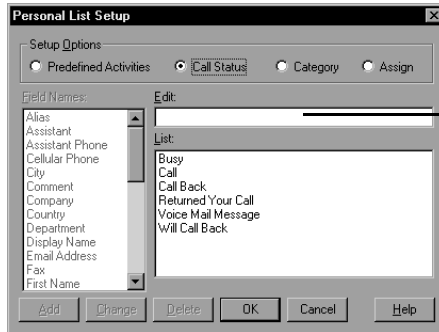 Personal List Setup
Setup Options
Predefined Activities
Call Status
Category
Assign
Field Names:
Alias
Assistant
Assistant Phone
Cellular Phone
City
Comment
Company
Country
Department
Display Name
Email Address
Fax
First Name
Edit:
List:
Busy
Call
Call Back
Returned Your Call
Voice Mail Message
Will Call Back
Add
Change
Delete
OK
Cancel
Help